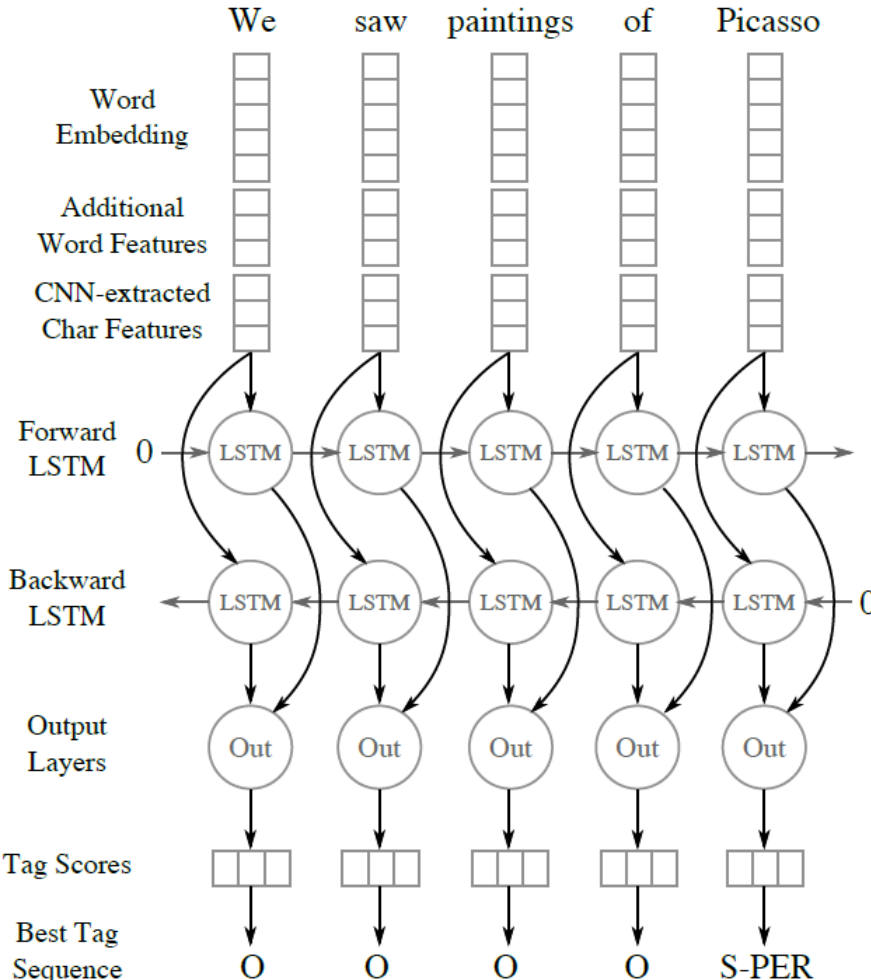 We saw paintings of Picasso
Word
Embedding
Additional
Word Features
CNN-extracted
Char Features
Forward
LSTM
0 LSTM LSTM LSTM LSTM LSTM
Backward
LSTM
LSTM LSTM LSTM LSTM LSTM 0
Output
Layers
Out Out Out Out Out
Tag Scores
Best Tag
Sequence
O O O O S-PER